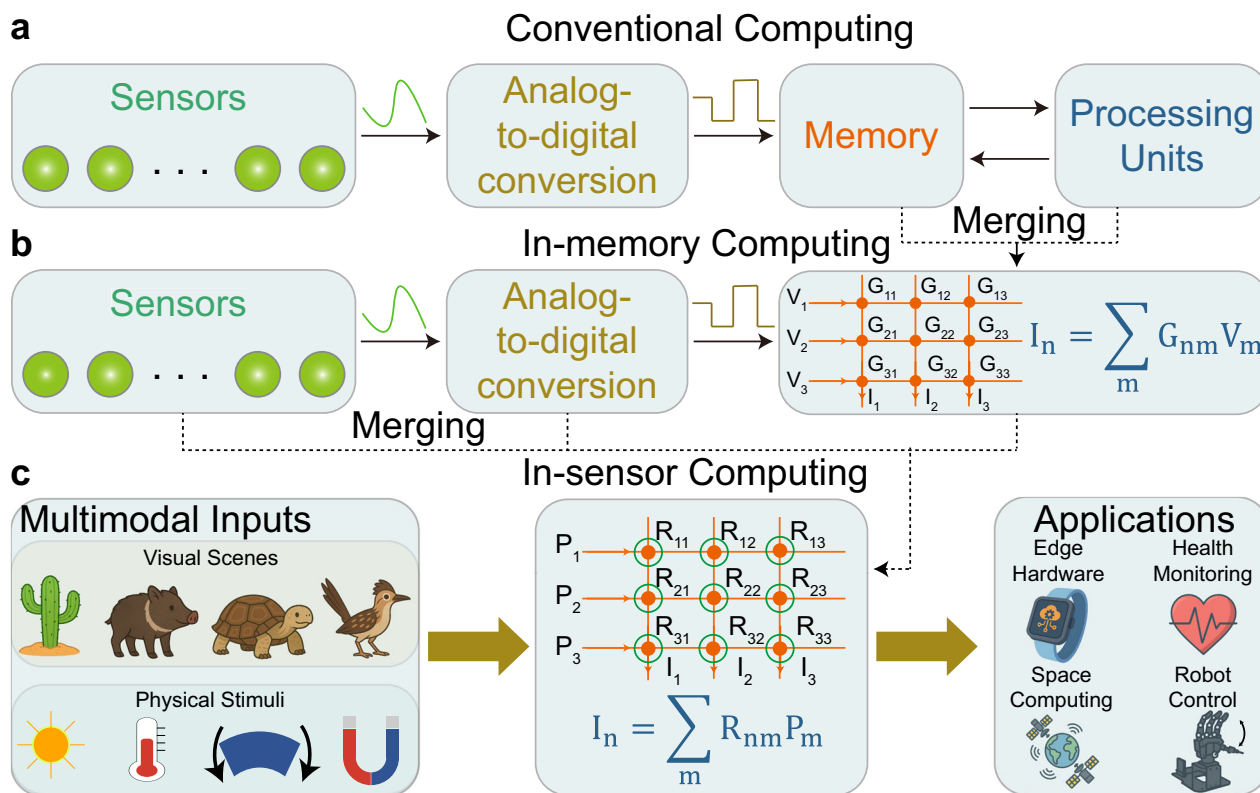 a
Conventional Computing
Sensors
. . .
Analog-
to-digital
conversion
Memory
Processing
Units
Merging
b
In-memory Computing
Sensors
. . .
Analog-
to-digital
conversion
V₁ G₁₁ G₁₂ G₁₃
V₂ G₂₁ G₂₂ G₂₃
V₃ G₃₁ G₃₂ G₃₃
I₁ I₂ I₃
Iₙ = ∑ₘ GₙₘVₘ
Merging
c
In-sensor Computing
Multimodal Inputs
Visual Scenes
Physical Stimuli
P₁ R₁₁ R₁₂ R₁₃
P₂ R₂₁ R₂₂ R₂₃
P₃ R₃₁ R₃₂ R₃₃
I₁ I₂ I₃
Iₙ = ∑ₘ RₙₘPₘ
Applications
Edge
Hardware
Health
Monitoring
Space
Computing
Robot
Control